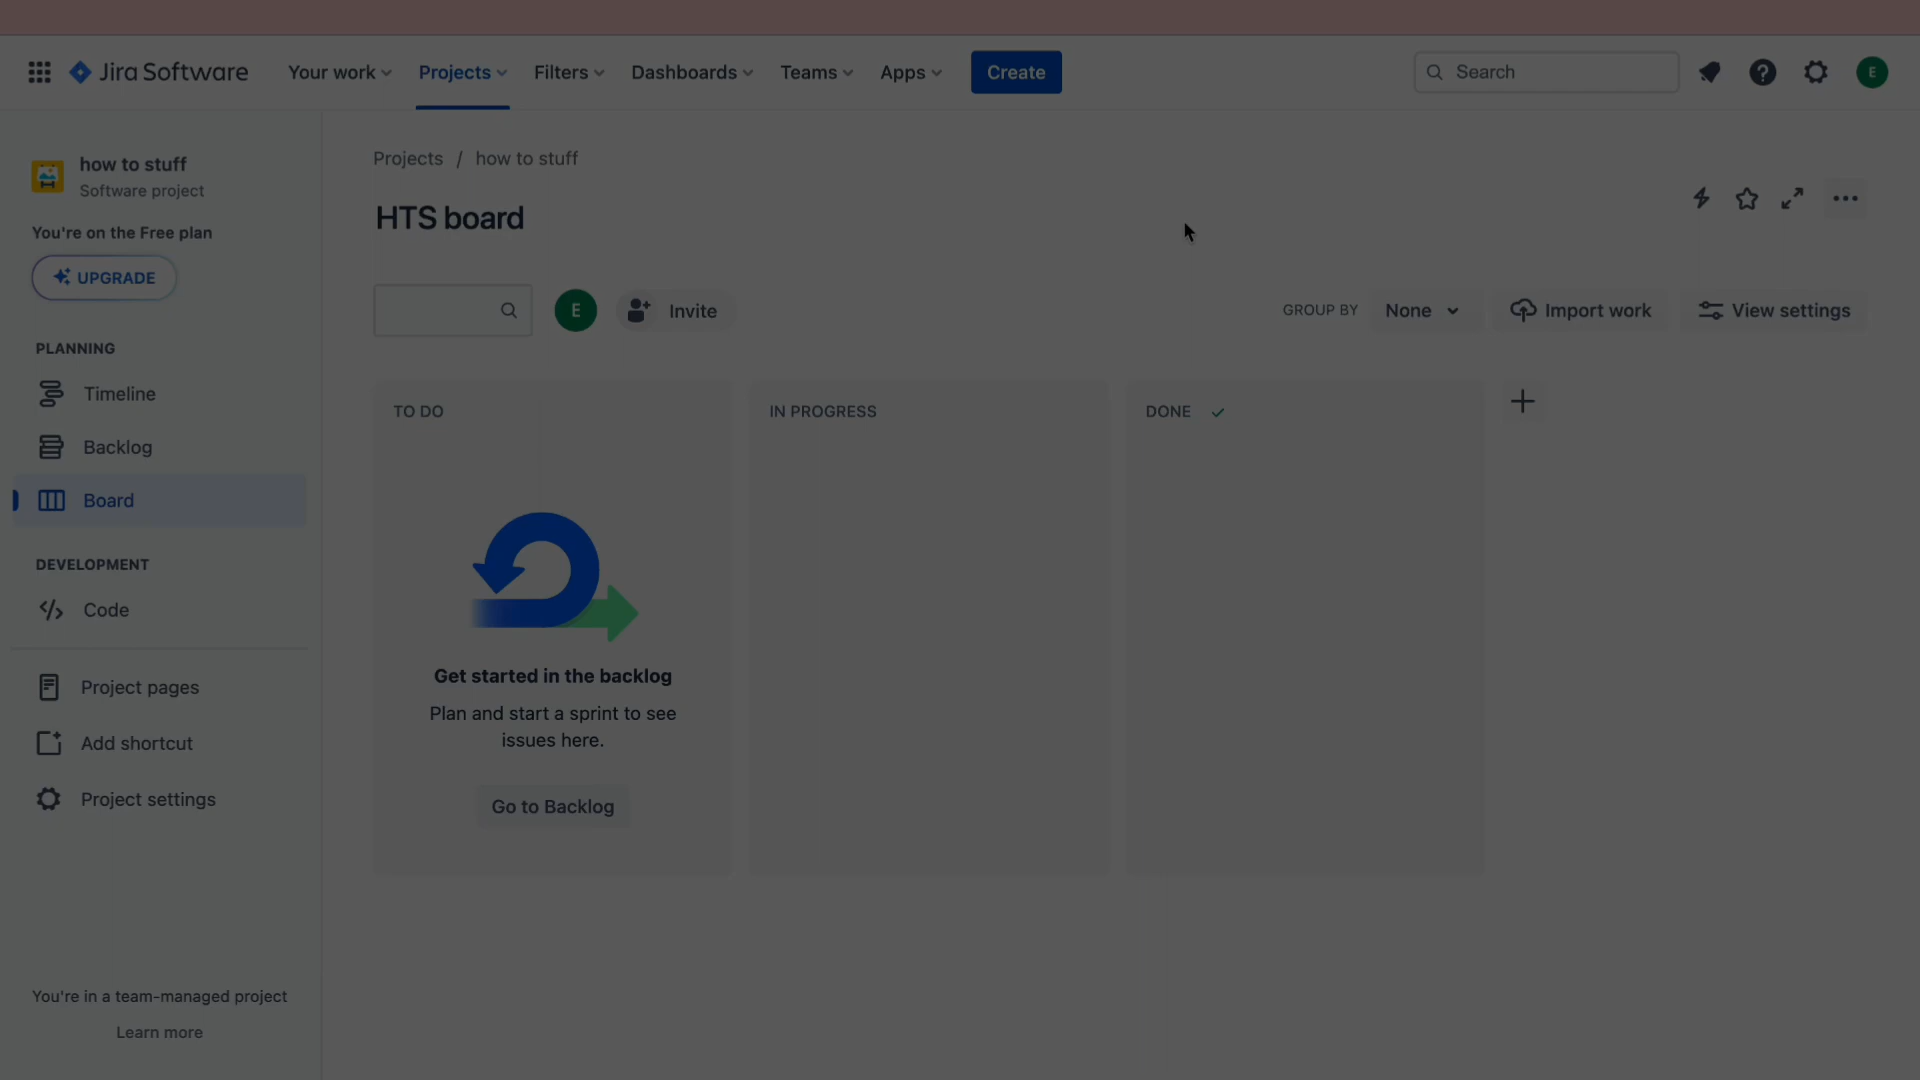 Jira Software Your work Projects Filters Dashboards Teams Apps Create Search E
how to stuff
Software project
You're on the Free plan
UPGRADE
PLANNING
Timeline
Backlog
Board
DEVELOPMENT
Code
Project pages
Add shortcut
Project settings
You're in a team-managed project
Learn more
Projects / how to stuff
HTS board
E Invite GROUP BY None Import work View settings
TO DO IN PROGRESS DONE
Get started in the backlog
Plan and start a sprint to see
issues here.
Go to Backlog